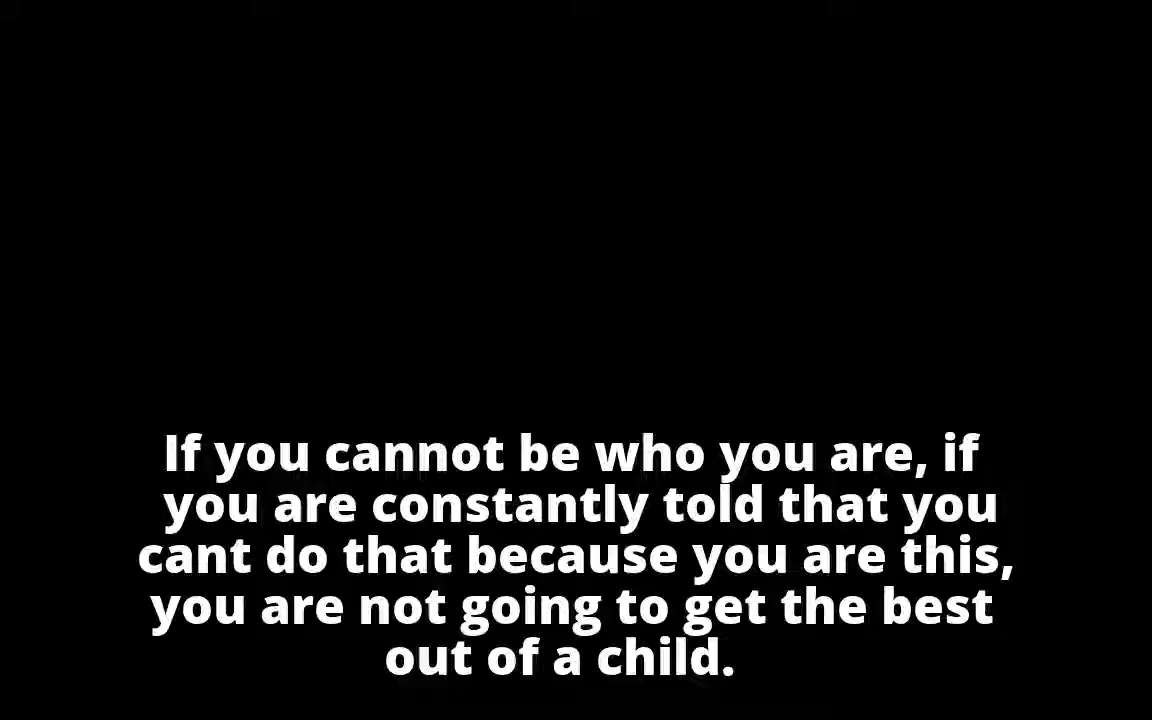 If you cannot be who you are, if
you are constantly told that you
cant do that because you are this,
you are not going to get the best
out of a child.